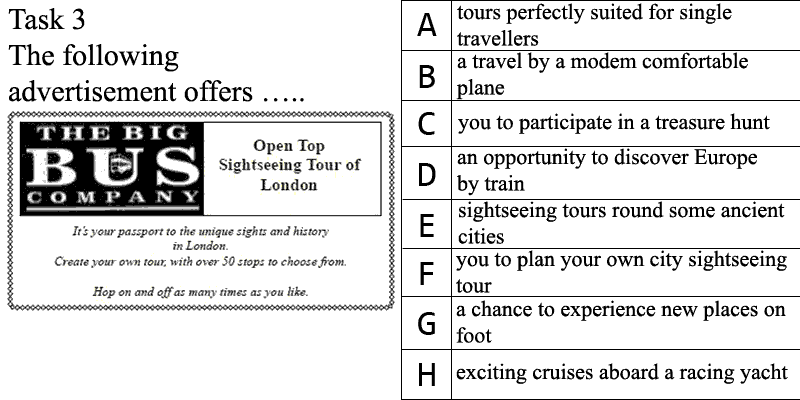 Task 3
The following
advertisement offers …..
THE BIG
BUS
COMPANY
Open Top
Sightseeing Tour of
London
It's your passport to the unique sights and history
in London.
Create your own tour, with over 50 stops to choose from.
Hop on and off as many times as you like.
A
tours perfectly suited for single
travellers
B
a travel by a modem comfortable
plane
C
you to participate in a treasure hunt
D
an opportunity to discover Europe
by train
E
sightseeing tours round some ancient
cities
F
you to plan your own city sightseeing
tour
G
a chance to experience new places on
foot
H
exciting cruises aboard a racing yacht